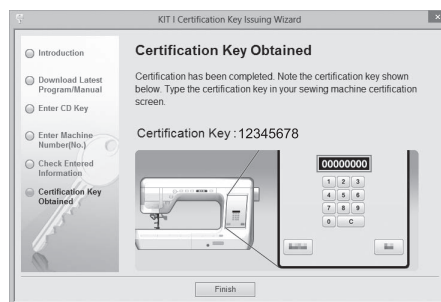 KIT I Certification Key Issuing Wizard
x
Introduction
Download Latest
Program/Manual
Enter CD Key
Enter Machine
Number(No.)
Check Entered
Information
Certification Key
Obtained
Certification Key Obtained
Certification has been completed. Note the certification key shown
below. Type the certification key in your sewing machine certification
screen.
Certification Key : 12345678
00000000
1 2 3
4 5 6
7 8 9
0 C
Finish